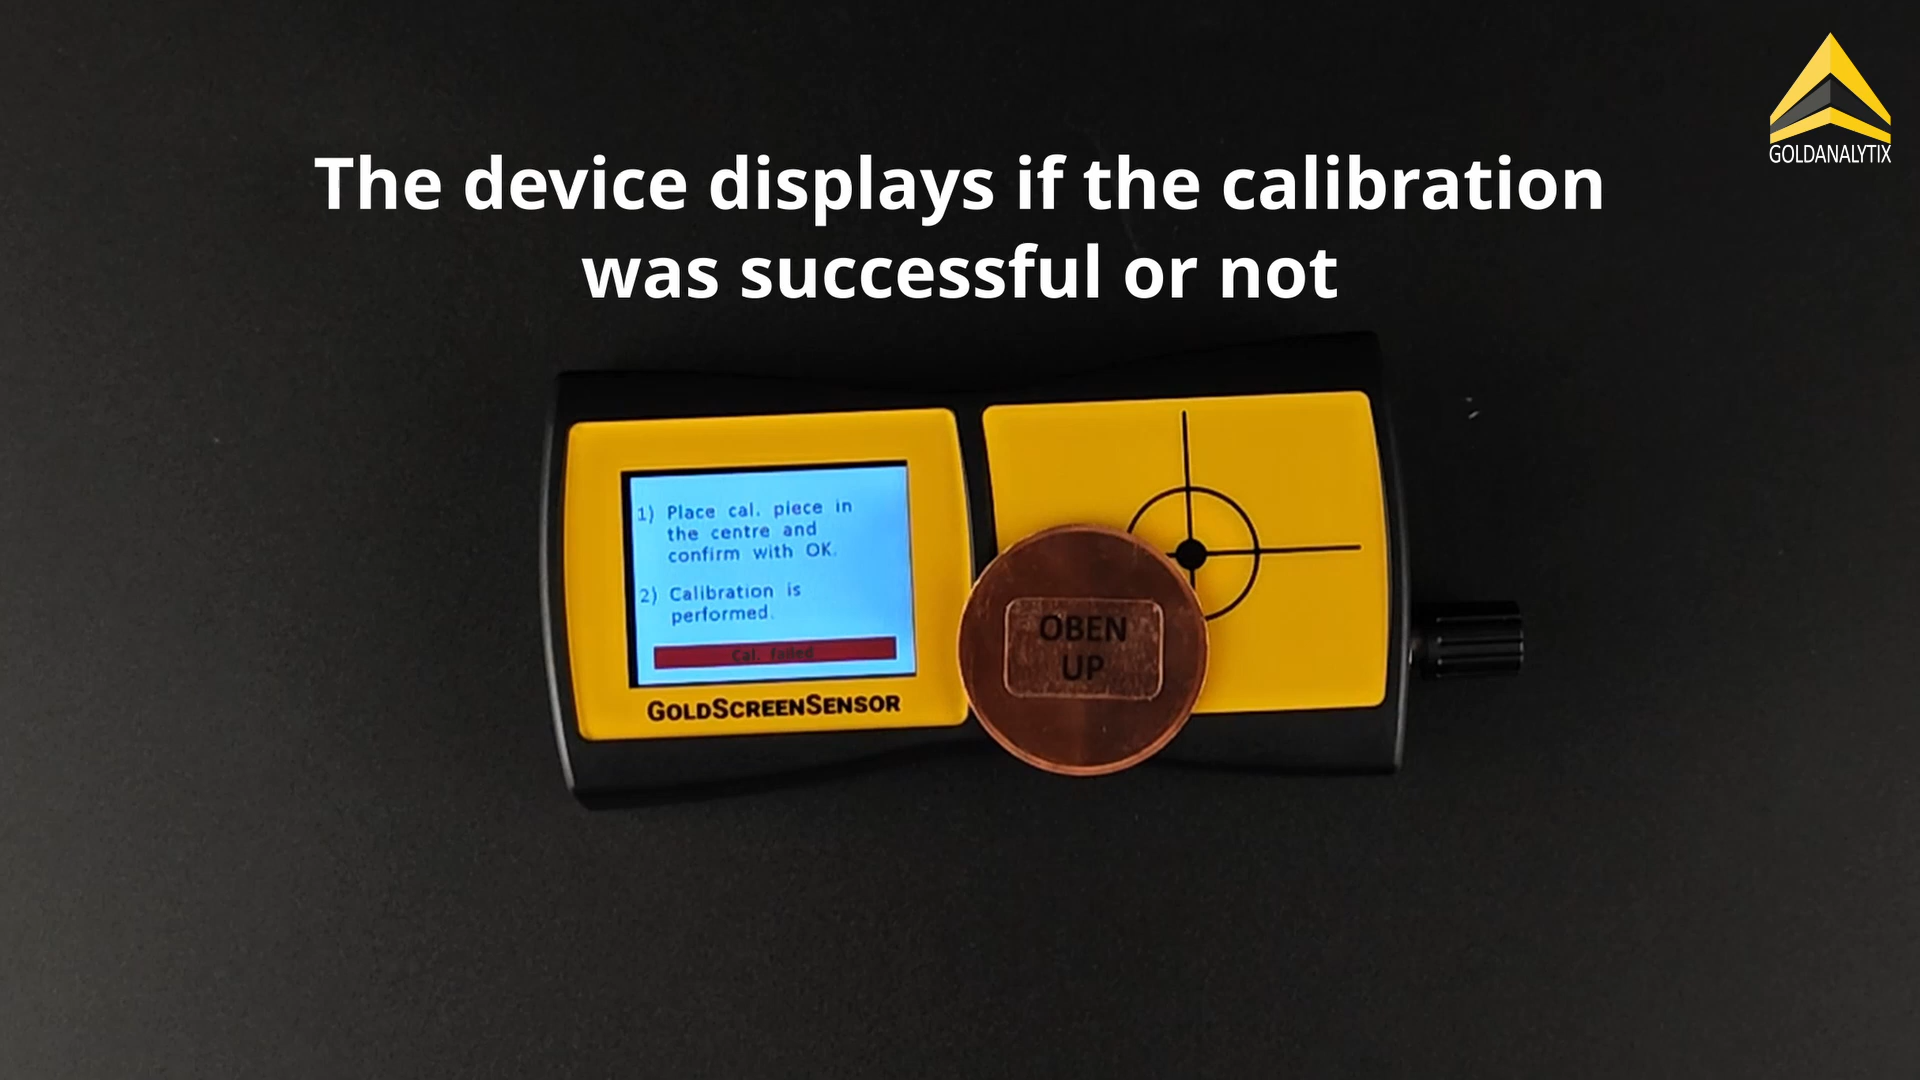 GOLDANALYTIX
The device displays if the calibration
was successful or not
1) Place cal. piece in
the centre and
confirm with OK.
2) Calibration is
performed.
Cal. failed
GOLDSCREENSENSOR
OBEN
UP